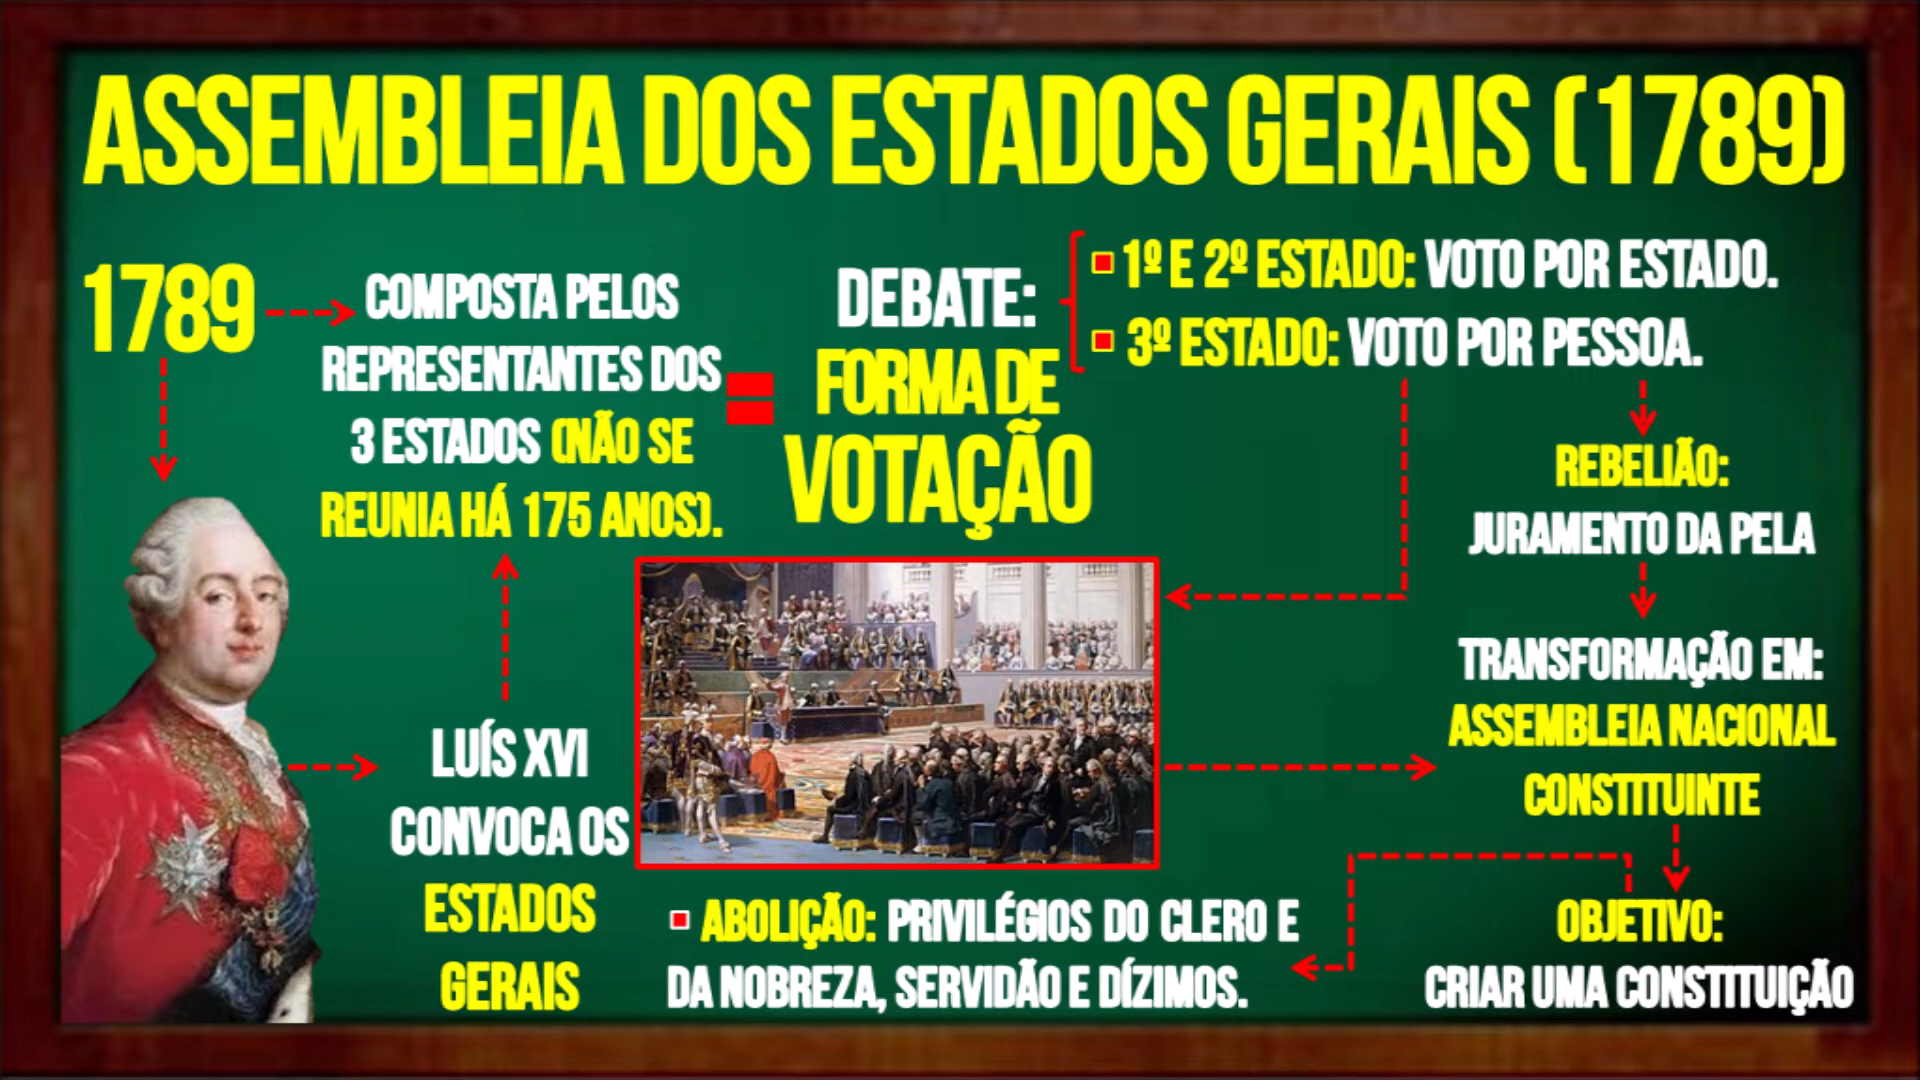 ASSEMBLEIA DOS ESTADOS GERAIS (1789)
1789
COMPOSTA PELOS
REPRESENTANTES DOS
3 ESTADOS (NÃO SE
REUNIA HÁ 175 ANOS).
DEBATE:
FORMA DE
VOTAÇÃO
1º E 2º ESTADO: VOTO POR ESTADO.
3º ESTADO: VOTO POR PESSOA.
REBELIÃO:
JURAMENTO DA PELA
TRANSFORMAÇÃO EM:
ASSEMBLEIA NACIONAL
CONSTITUINTE
OBJETIVO:
CRIAR UMA CONSTITUIÇÃO
LUÍS XVI
CONVOCA OS
ESTADOS
GERAIS
ABOLIÇÃO: PRIVILÉGIOS DO CLERO E
DA NOBREZA, SERVIDÃO E DÍZIMOS.